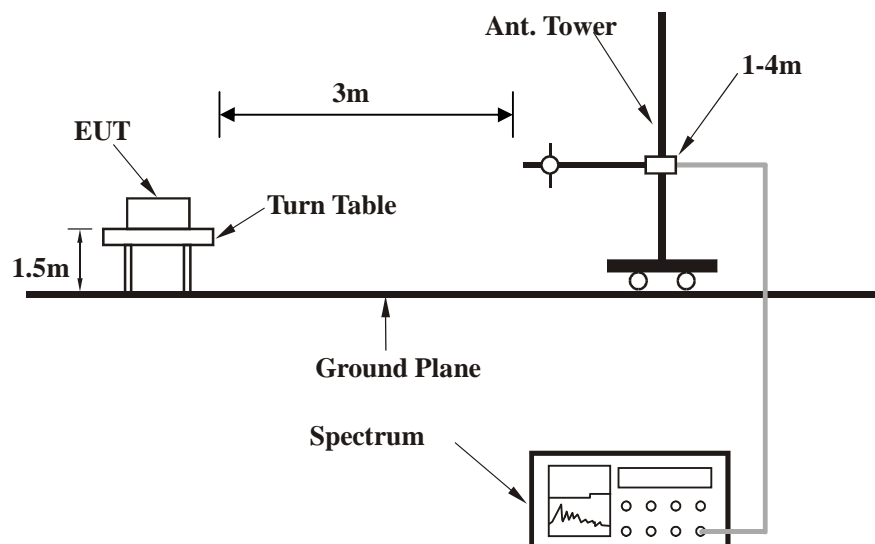 Ant. Tower
1-4m
3m
EUT
Turn Table
1.5m
Ground Plane
Spectrum